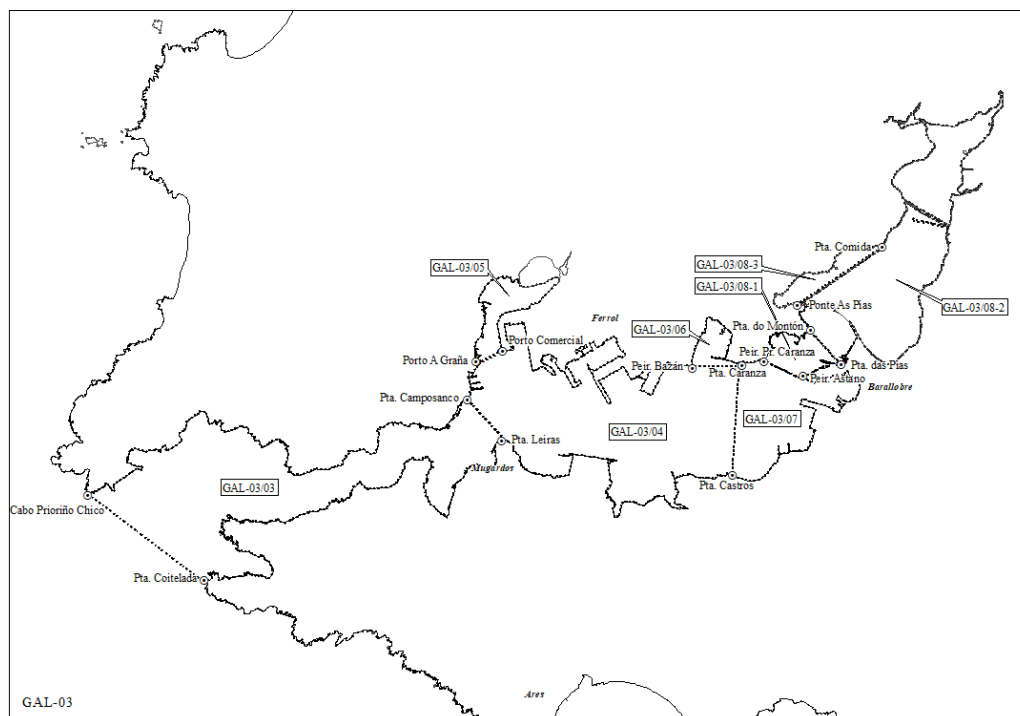 Pta. Comida
GAL-03/08-3
GAL-03/05
GAL-03/08-1
Ponte As Pías
GAL-03/08-2
Ferrol
GAL-03/06
Pta. do Montón
Porto Comercial
Porto A Graña
Peir. Pr. Caranza
Peir. Bazán
Pta. Caranza
Pta. das Pías
Peir. Astano
Barallobre
Pta. Camposanco
GAL-03/07
GAL-03/04
Pta. Leiras
Mugardos
Pta. Castros
GAL-03/03
Cabo Prioriño Chico
Pta. Coitelada
Ares
GAL-03